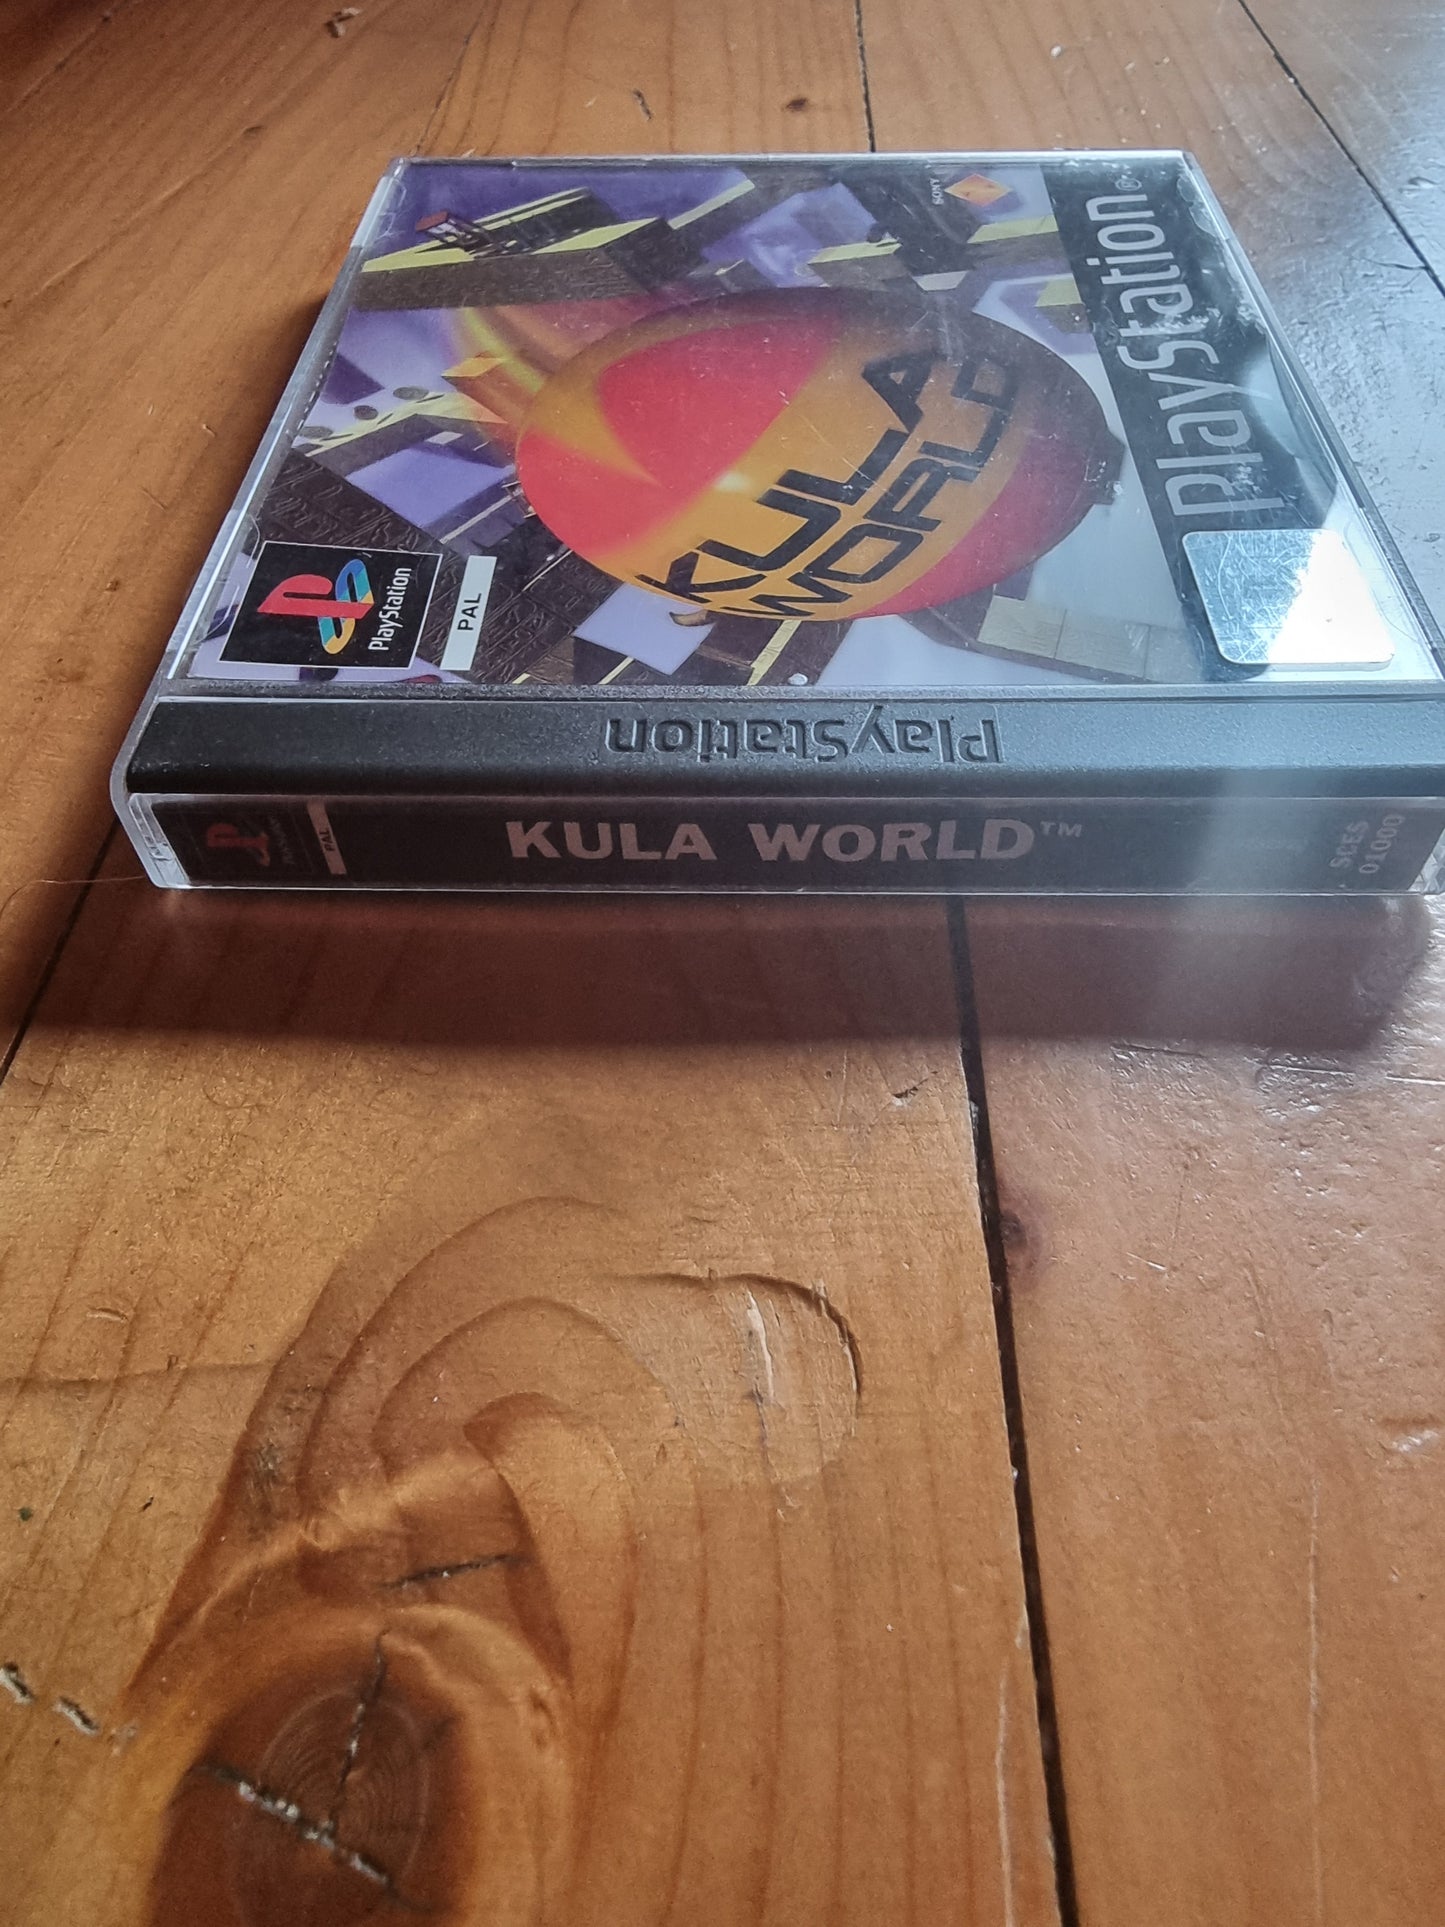 SONY
PlayStation®
KULA
WORLD
PlayStation
PAL
PlayStation
PAL
KULA WORLD™
SCES
01000